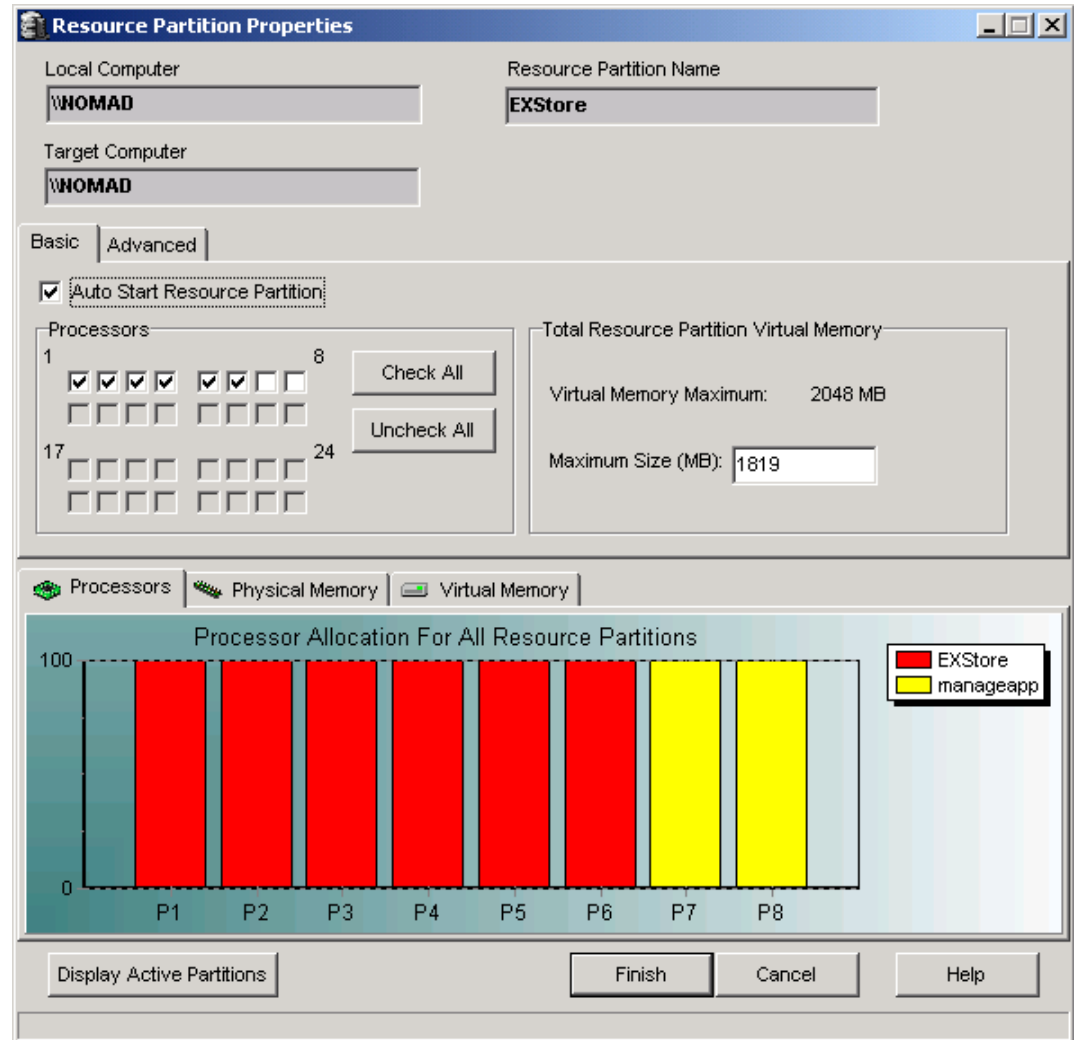 Resource Partition Properties
Local Computer
\\NOMAD
Resource Partition Name
EXStore
Target Computer
\\NOMAD
Basic
Advanced
Auto Start Resource Partition
Processors
1
8
17
24
Check All
Uncheck All
Total Resource Partition Virtual Memory
Virtual Memory Maximum: 2048 MB
Maximum Size (MB): 1819
Processors
Physical Memory
Virtual Memory
Processor Allocation For All Resource Partitions
100
0
P1 P2 P3 P4 P5 P6 P7 P8
EXStore
manageapp
Display Active Partitions
Finish
Cancel
Help